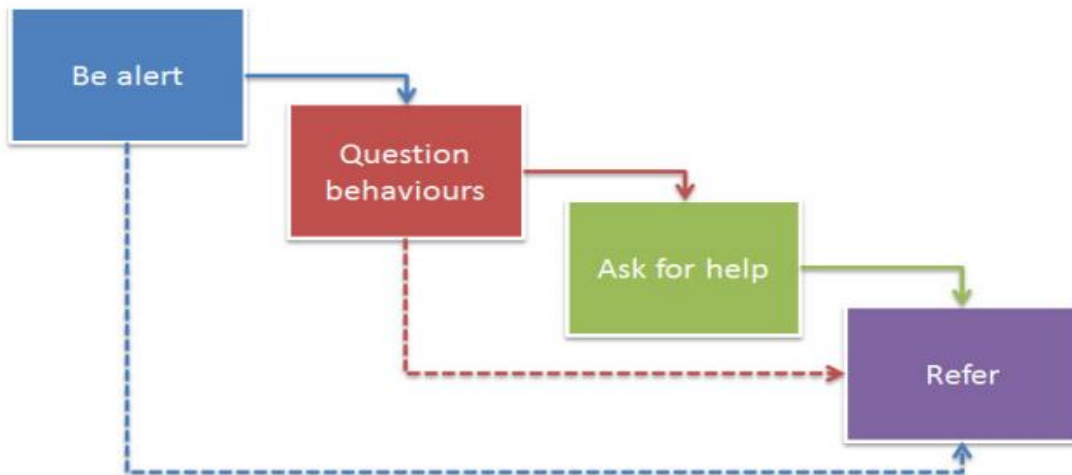 Be alert
Question
behaviours
Ask for help
Refer